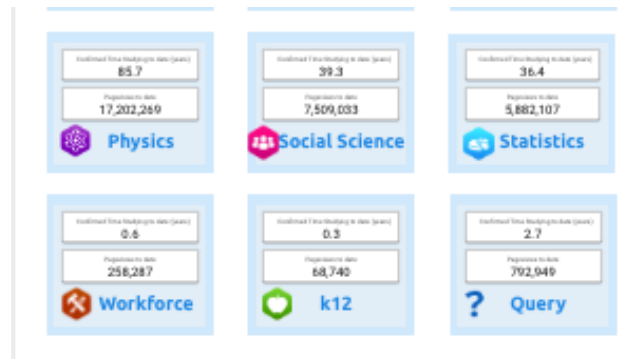 Confirmed Time Studying to date (years)
85.7
Pageviews to date
17,202,269
Physics
Confirmed Time Studying to date (years)
39.3
Pageviews to date
7,509,033
Social Science
Confirmed Time Studying to date (years)
36.4
Pageviews to date
5,882,107
Statistics
Confirmed Time Studying to date (years)
0.6
Pageviews to date
258,287
Workforce
Confirmed Time Studying to date (years)
0.3
Pageviews to date
68,740
k12
Confirmed Time Studying to date (years)
2.7
Pageviews to date
792,949
? Query